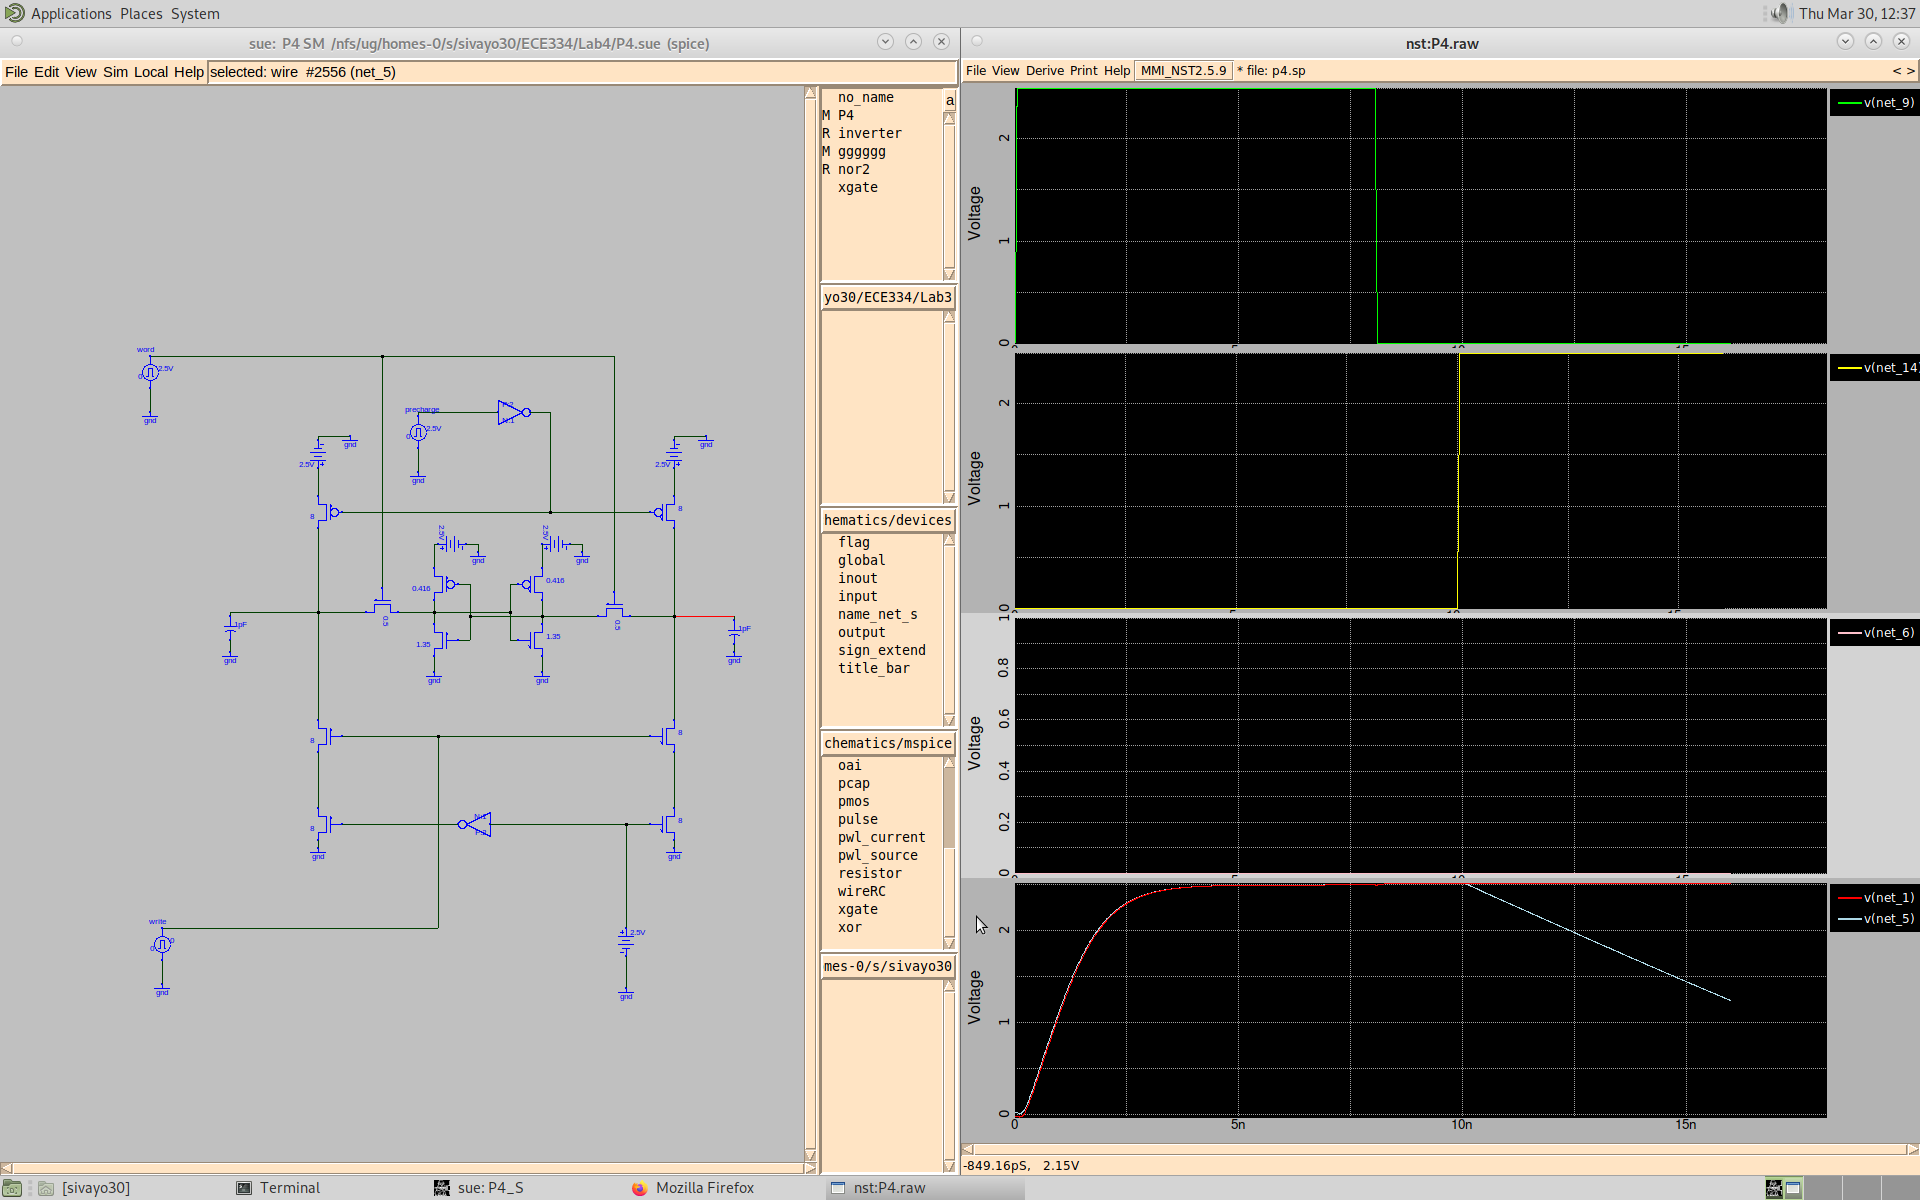 Applications Places System
Thu Mar 30, 12:37
sue: P4 SM /nfs/ug/homes-0/s/sivayo30/ECE334/Lab4/P4.sue (spice)
nst:P4.raw
File Edit View Sim Local Help
selected: wire #2556 (net_5)
File View Derive Print Help MMI_NST2.5.9 * file: p4.sp
< >
no_name
a
M P4
R inverter
M gggggg
R nor2
xgate
yo30/ECE334/Lab3
hematics/devices
flag
global
inout
input
name_net_s
output
sign_extend
title_bar
chematics/mspice
oai
pcap
pmos
pulse
pwl_current
pwl_source
resistor
wireRC
xgate
xor
mes-0/s/sivayo30
word
0
2.5V
gnd
precharge
0
2.5V
gnd
P:2
N:1
gnd
2.5V
gnd
2.5V
8
8
2.5V
gnd
2.5V
gnd
0.416
0.416
0.5
0.5
1.35
1.35
gnd
gnd
1pF
gnd
1pF
gnd
8
8
8
8
N:1
P:2
gnd
gnd
write
0
0
gnd
2.5V
gnd
Voltage
2
1
0
v(net_9)
Voltage
2
1
0
v(net_14)
Voltage
1
0.8
0.6
0.4
0.2
0
v(net_6)
Voltage
2
1
0
v(net_1)
v(net_5)
0
5n
10n
15n
-849.16pS, 2.15V
[sivayo30]
Terminal
sue: P4_S
Mozilla Firefox
nst:P4.raw